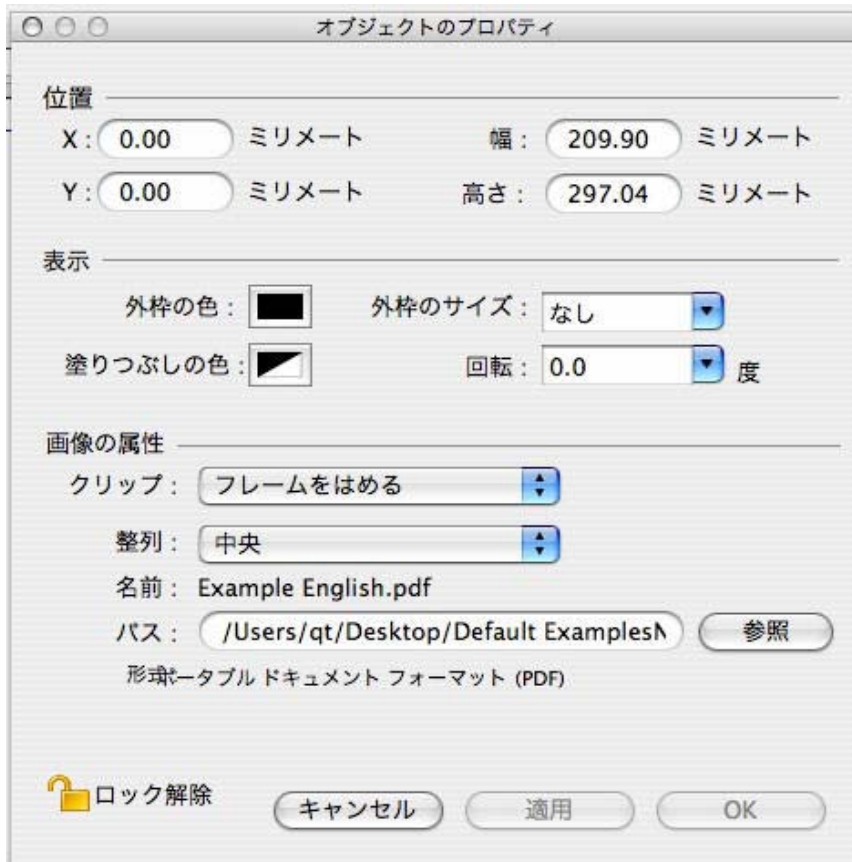 オブジェクトのプロパティ
位置
X : 0.00 ミリメート 幅 : 209.90 ミリメート
Y : 0.00 ミリメート 高さ : 297.04 ミリメート
表示
外枠の色 : 外枠のサイズ : なし
塗りつぶしの色 : 回転 : 0.0 度
画像の属性
クリップ : フレームをはめる
整列 : 中央
名前 : Example English.pdf
パス : /Users/qt/Desktop/Default Examples 参照
形式 ータブル ドキュメント フォーマット (PDF)
ロック解除 キャンセル 適用 OK